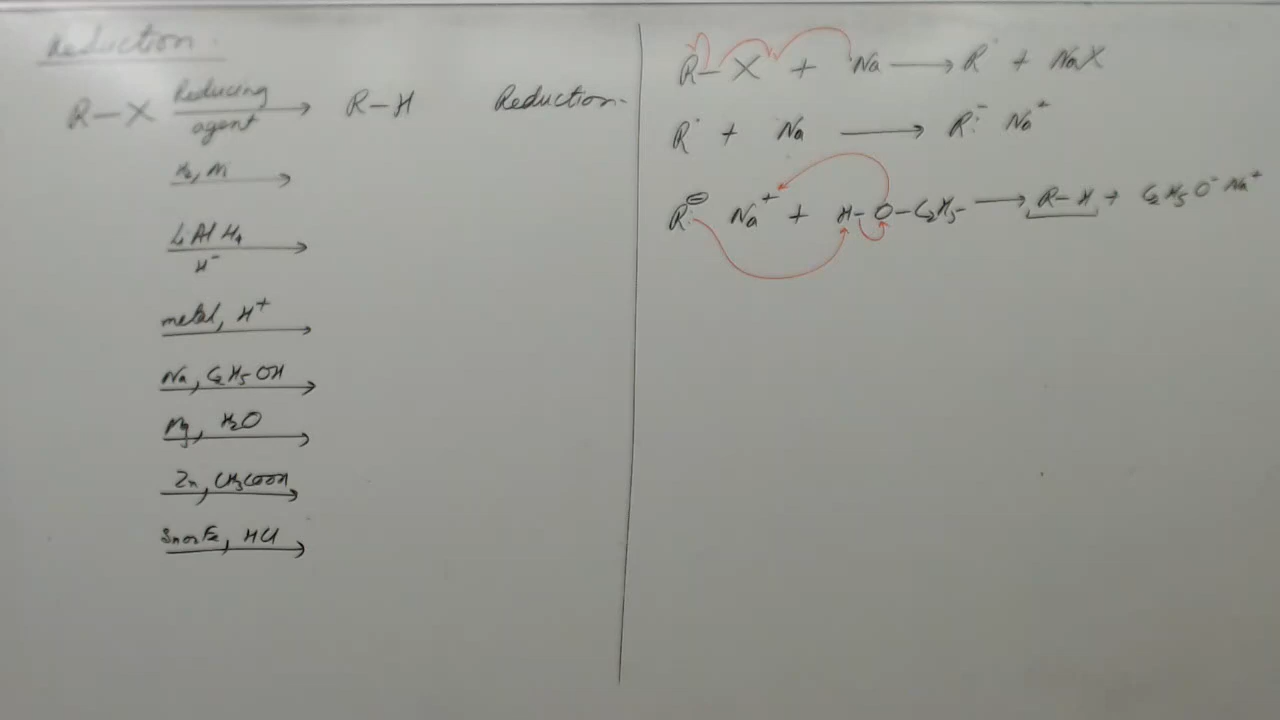 Reduction.
R—X Reducing agent → R—H Reduction.
H₂, Ni →
LiAlH₄ →
H⁻
metal, H⁺ →
Na, C₂H₅OH →
Mg, H₂O →
Zn, CH₃COOH →
Sn or Fe, HCl →
R—X + Na → R˙ + NaX
R˙ + Na → R:⁻ Na⁺
R:⊖ Na⁺ + H—O—C₂H₅ → R—H + C₂H₅O⁻Na⁺